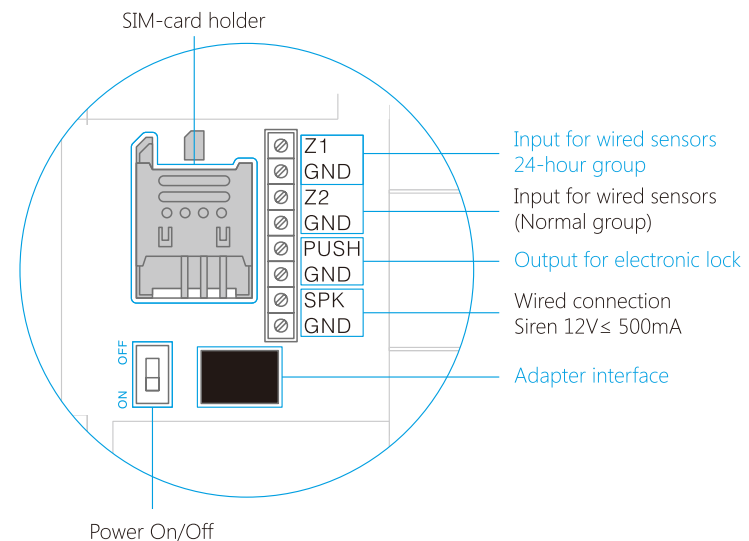 SIM-card holder
Z1
GND
Z2
GND
PUSH
GND
SPK
GND
Input for wired sensors
24-hour group
Input for wired sensors
(Normal group)
Output for electronic lock
Wired connection
Siren 12V≤ 500mA
Adapter interface
OFF
ON
Power On/Off